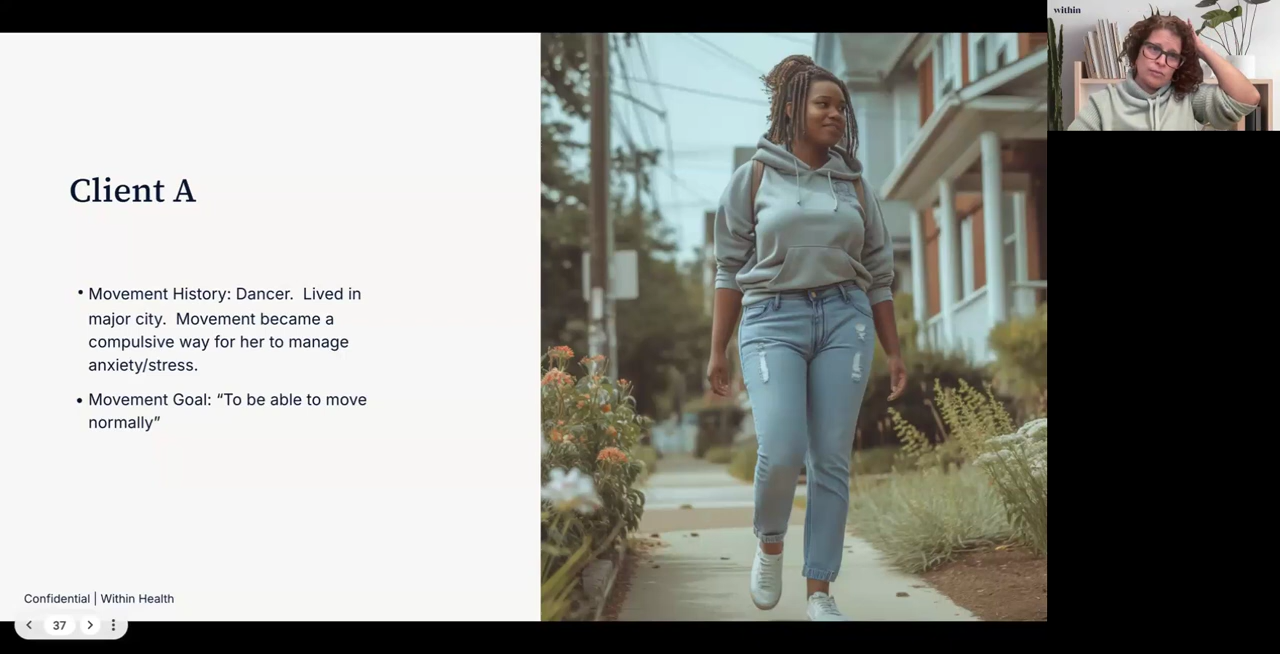 within
Client A
• Movement History: Dancer.  Lived in
major city.  Movement became a
compulsive way for her to manage
anxiety/stress.
• Movement Goal: “To be able to move
normally”
Confidential | Within Health
37